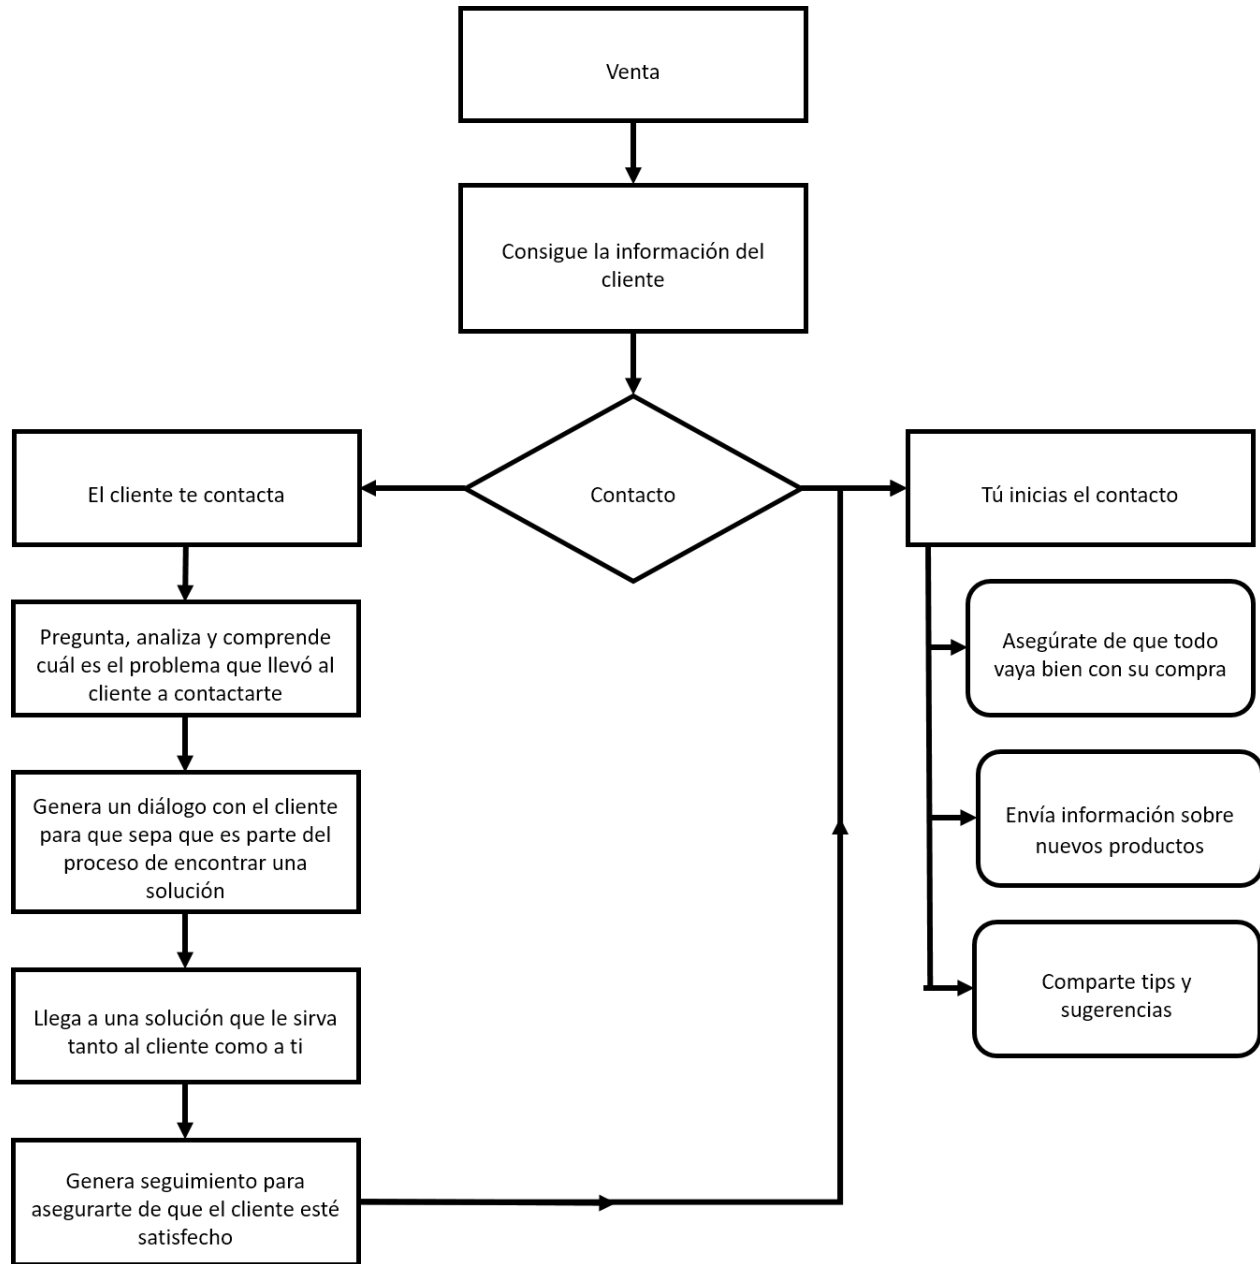 Venta
Consigue la información del
cliente
Contacto
El cliente te contacta
Pregunta, analiza y comprende
cuál es el problema que llevó al
cliente a contactarte
Genera un diálogo con el cliente
para que sepa que es parte del
proceso de encontrar una
solución
Llega a una solución que le sirva
tanto al cliente como a ti
Genera seguimiento para
asegurarte de que el cliente esté
satisfecho
Tú inicias el contacto
Asegúrate de que todo
vaya bien con su compra
Envía información sobre
nuevos productos
Comparte tips y
sugerencias